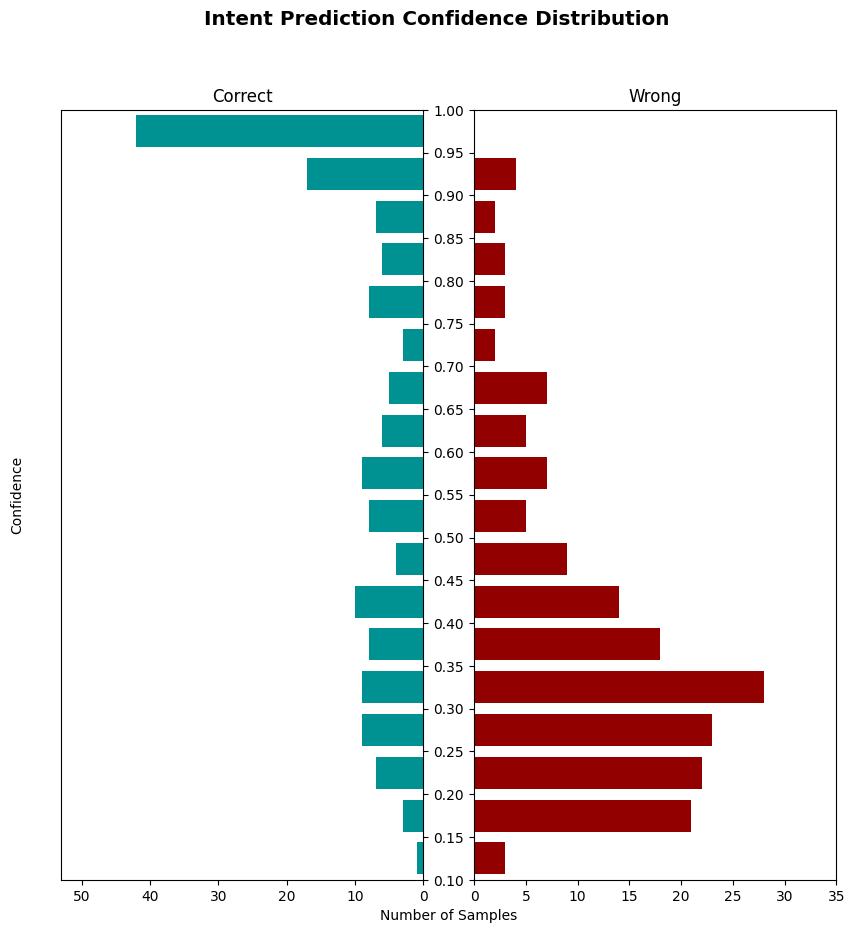 Intent Prediction Confidence Distribution
Correct
Wrong
1.00
0.95
0.90
0.85
0.80
0.75
0.70
0.65
0.60
0.55
0.50
0.45
0.40
0.35
0.30
0.25
0.20
0.15
0.10
Confidence
50 40 30 20 10 0
0 5 10 15 20 25 30 35
Number of Samples